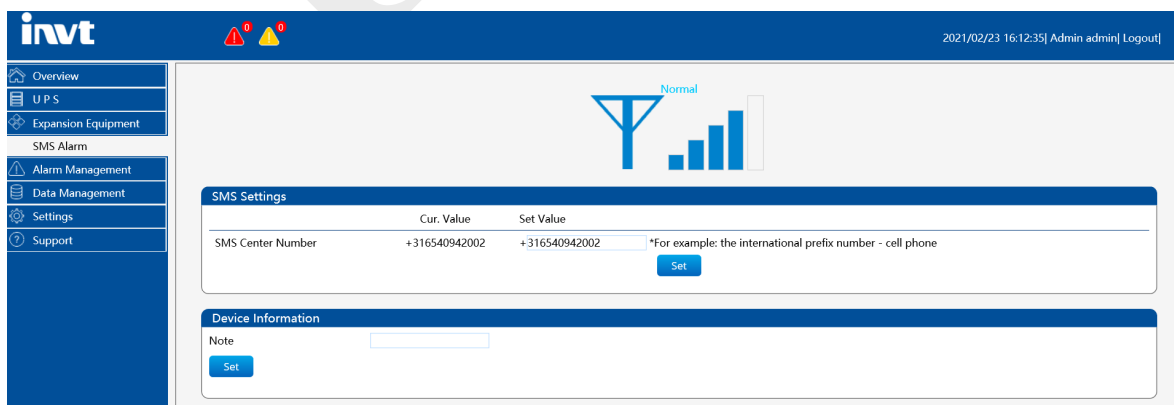 invt
0
0
2021/02/23 16:12:35| Admin admin| Logout|
Overview
U P S
Expansion Equipment
SMS Alarm
Alarm Management
Data Management
Settings
Support
Normal
SMS Settings
Cur. Value Set Value
SMS Center Number +316540942002 +316540942002 *For example: the international prefix number - cell phone
Set
Device Information
Note
Set